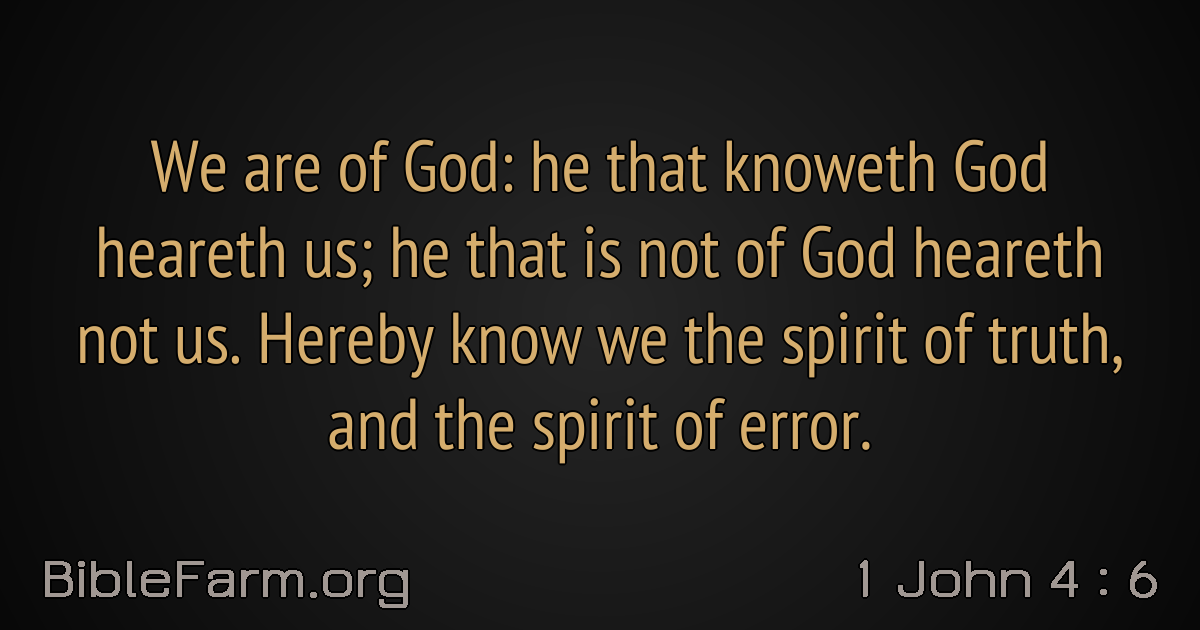 We are of God: he that knoweth God
heareth us; he that is not of God heareth
not us. Hereby know we the spirit of truth,
and the spirit of error.
BibleFarm.org
1 John 4 : 6